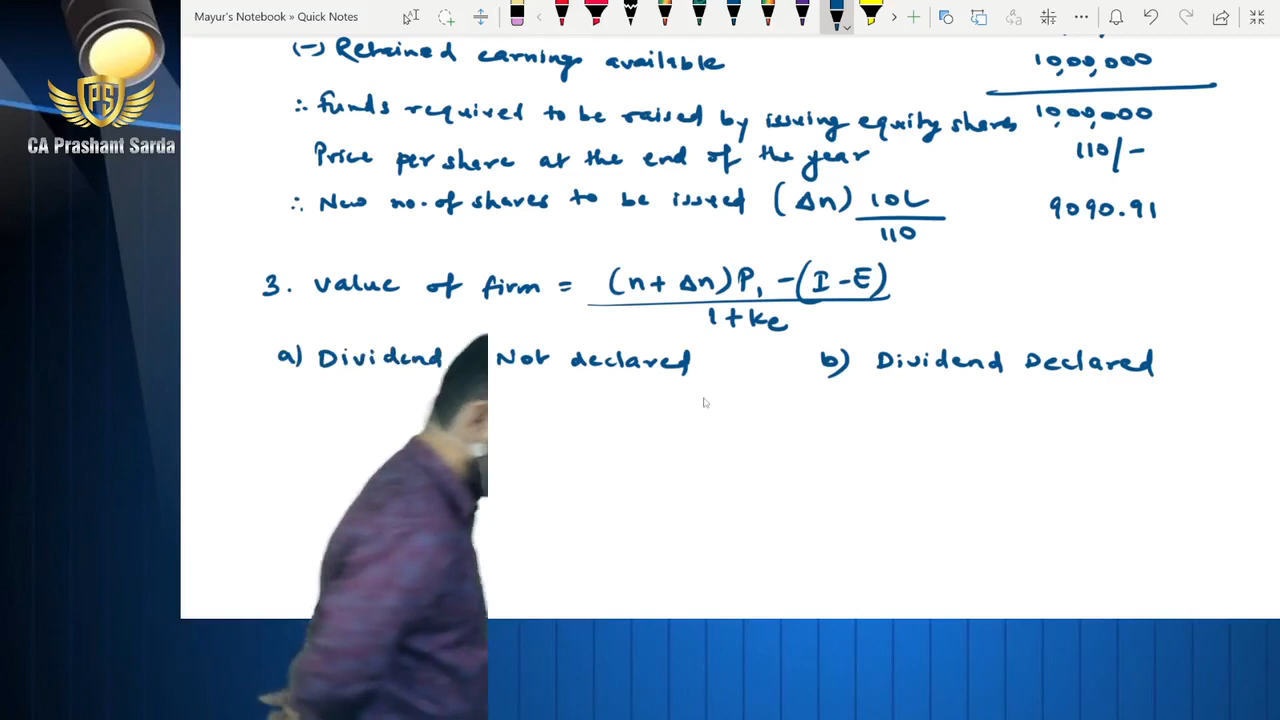 Mayur's Notebook » Quick Notes
PS
CA Prashant Sarda
(-) Retained earnings available 10,00,000
∴ funds required to be raised by issuing equity shares 10,00,000
Price per share at the end of the year 110/-
∴ New no. of shares to be issued (Δn) 10L 9090.91
110
3. Value of firm = (n + Δn) P₁ - (I - E)
1 + Ke
a) Dividend Not declared b) Dividend Declared